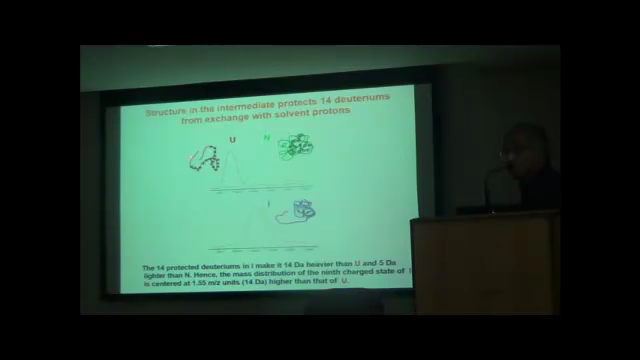 Structure in the intermediate protects 14 deuteriums
from exchange with solvent protons
U
N
I
The 14 protected deuteriums in I make it 14 Da heavier than U and 5 Da
lighter than N. Hence, the mass distribution of the ninth charged state of I
is centered at 1.55 m/z units (14 Da) higher than that of U.